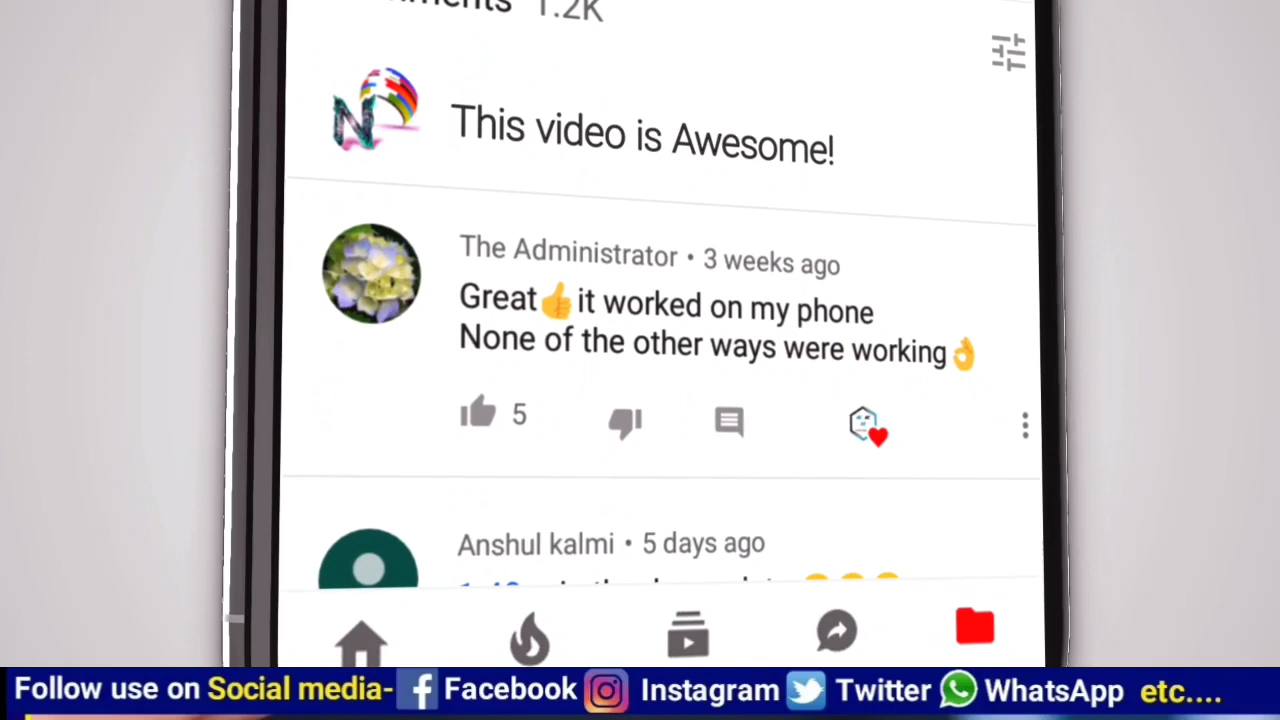 1.2K
This video is Awesome!
The Administrator • 3 weeks ago
Great👍it worked on my phone
None of the other ways were working👌
5
Anshul kalmi • 5 days ago
Follow use on Social media- Facebook Instagram Twitter WhatsApp etc....